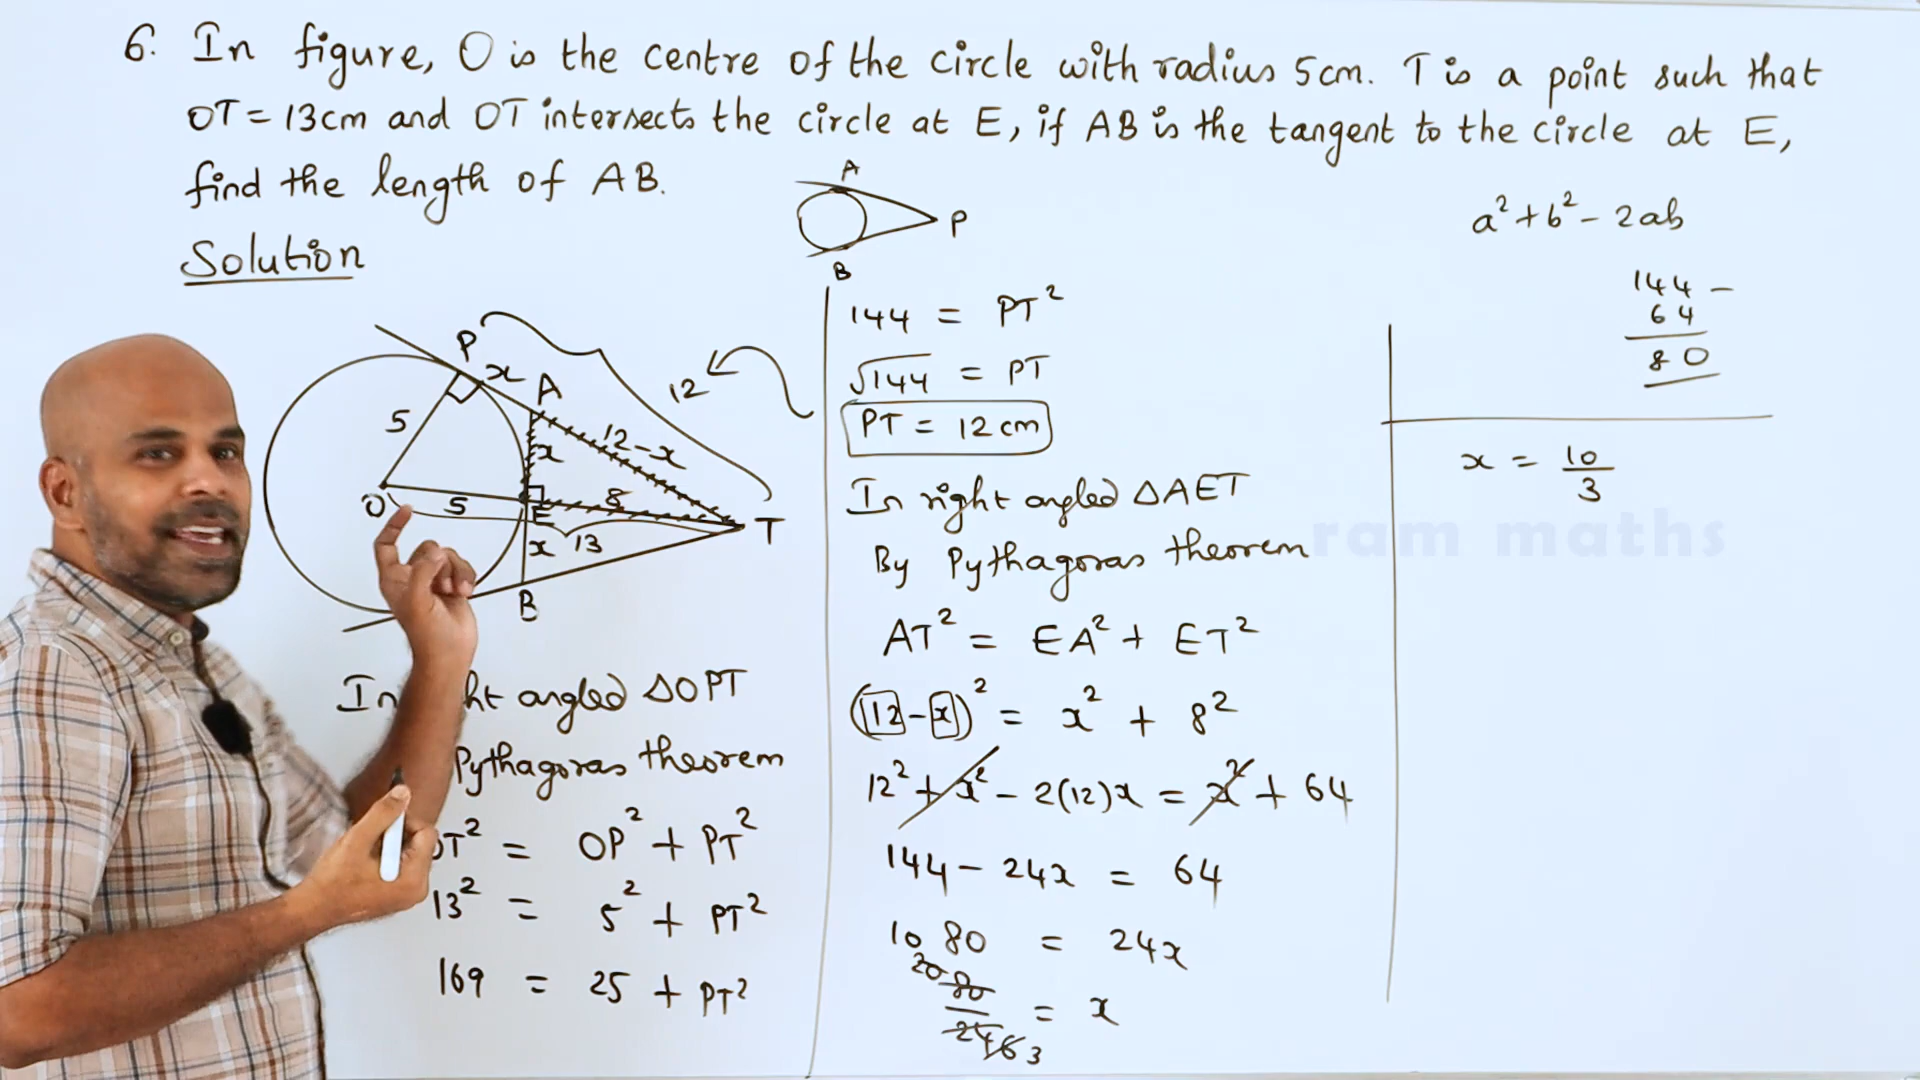 6. In figure, O is the centre of the circle with radius 5cm. T is a point such that
OT = 13cm and OT intersects the circle at E, if AB is the tangent to the circle at E,
find the length of AB.
Solution
A
P
B
P
x
A
5
12-x
x
12
O
5
E
8
T
x
13
B
In ht angled ΔOPT
Pythagoras theorem
OT² = OP² + PT²
13² = 5² + PT²
169 = 25 + PT²
144 = PT²
√144 = PT
PT = 12 cm
In right angled ΔAET
By Pythagoras theorem
AT² = EA² + ET²
(12-x)² = x² + 8²
12² + x² - 2(12)x = x² + 64
144 - 24x = 64
80 = 24x
10
20
80/24 = x
6 3
a² + b² - 2ab
144 -
64
80
x = 10/3
ram maths